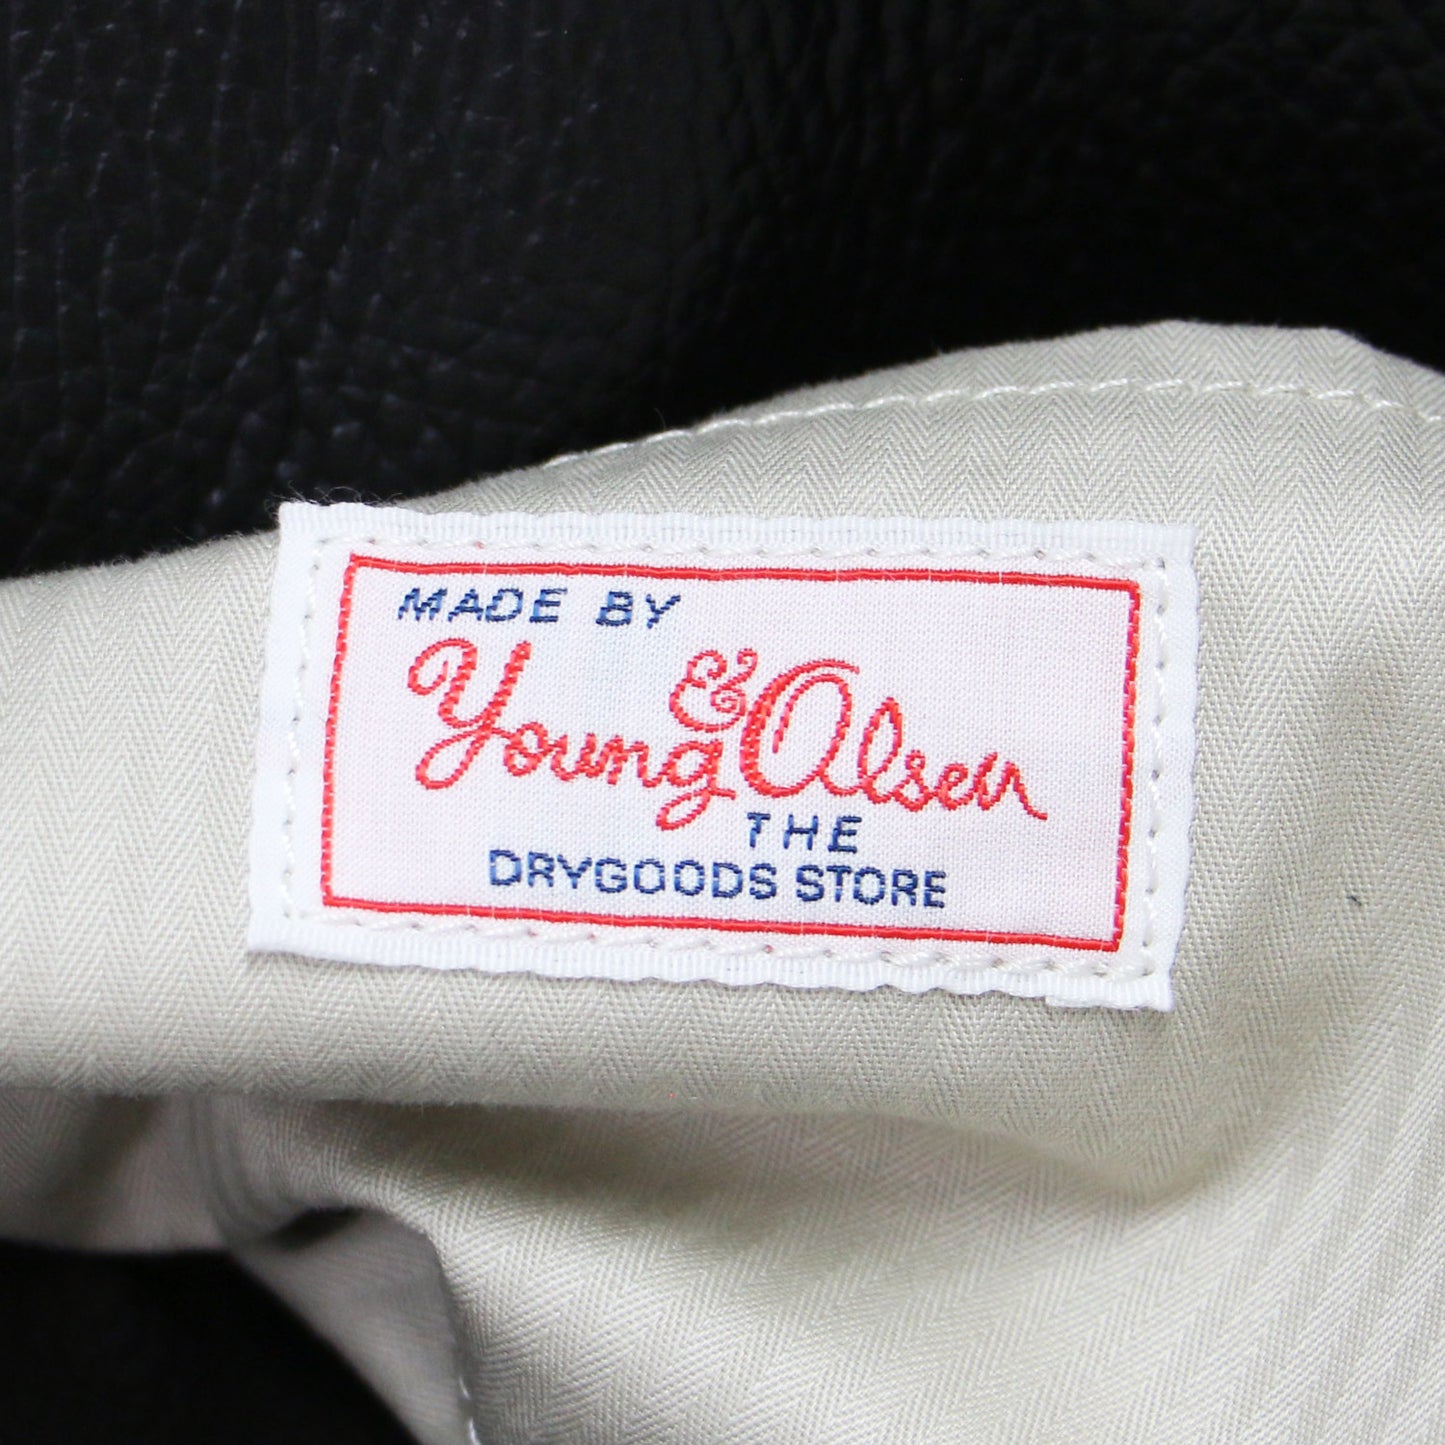 MADE BY
Young & Olsen
THE
DRYGOODS STORE